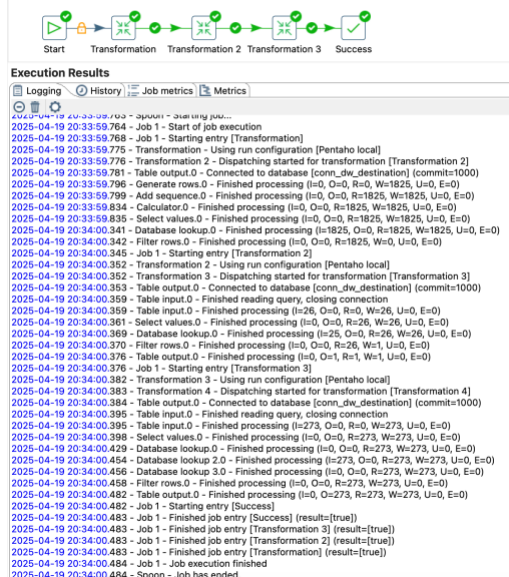 Start
Transformation
Transformation 2
Transformation 3
Success
Execution Results
Logging
History
Job metrics
Metrics
2025-04-19 20:33:59.763 - Spoon - Starting job...
2025-04-19 20:33:59.764 - Job 1 - Start of job execution
2025-04-19 20:33:59.768 - Job 1 - Starting entry [Transformation]
2025-04-19 20:33:59.775 - Transformation - Using run configuration [Pentaho local]
2025-04-19 20:33:59.776 - Transformation 2 - Dispatching started for transformation [Transformation 2]
2025-04-19 20:33:59.781 - Table output.0 - Connected to database [conn_dw_destination] (commit=1000)
2025-04-19 20:33:59.796 - Generate rows.0 - Finished processing (I=0, O=0, R=0, W=1825, U=0, E=0)
2025-04-19 20:33:59.799 - Add sequence.0 - Finished processing (I=0, O=0, R=1825, W=1825, U=0, E=0)
2025-04-19 20:33:59.834 - Calculator.0 - Finished processing (I=0, O=0, R=1825, W=1825, U=0, E=0)
2025-04-19 20:33:59.835 - Select values.0 - Finished processing (I=0, O=0, R=1825, W=1825, U=0, E=0)
2025-04-19 20:34:00.341 - Database lookup.0 - Finished processing (I=1825, O=0, R=1825, W=1825, U=0, E=0)
2025-04-19 20:34:00.342 - Filter rows.0 - Finished processing (I=0, O=0, R=1825, W=0, U=0, E=0)
2025-04-19 20:34:00.345 - Job 1 - Starting entry [Transformation 2]
2025-04-19 20:34:00.352 - Transformation 2 - Using run configuration [Pentaho local]
2025-04-19 20:34:00.352 - Transformation 3 - Dispatching started for transformation [Transformation 3]
2025-04-19 20:34:00.353 - Table output.0 - Connected to database [conn_dw_destination] (commit=1000)
2025-04-19 20:34:00.359 - Table input.0 - Finished reading query, closing connection
2025-04-19 20:34:00.359 - Table input.0 - Finished processing (I=26, O=0, R=0, W=26, U=0, E=0)
2025-04-19 20:34:00.361 - Select values.0 - Finished processing (I=0, O=0, R=26, W=26, U=0, E=0)
2025-04-19 20:34:00.369 - Database lookup.0 - Finished processing (I=25, O=0, R=26, W=26, U=0, E=0)
2025-04-19 20:34:00.370 - Filter rows.0 - Finished processing (I=0, O=0, R=26, W=1, U=0, E=0)
2025-04-19 20:34:00.376 - Table output.0 - Finished processing (I=0, O=1, R=1, W=1, U=0, E=0)
2025-04-19 20:34:00.376 - Job 1 - Starting entry [Transformation 3]
2025-04-19 20:34:00.382 - Transformation 3 - Using run configuration [Pentaho local]
2025-04-19 20:34:00.383 - Transformation 4 - Dispatching started for transformation [Transformation 4]
2025-04-19 20:34:00.384 - Table output.0 - Connected to database [conn_dw_destination] (commit=1000)
2025-04-19 20:34:00.395 - Table input.0 - Finished reading query, closing connection
2025-04-19 20:34:00.395 - Table input.0 - Finished processing (I=273, O=0, R=0, W=273, U=0, E=0)
2025-04-19 20:34:00.398 - Select values.0 - Finished processing (I=0, O=0, R=273, W=273, U=0, E=0)
2025-04-19 20:34:00.429 - Database lookup.0 - Finished processing (I=0, O=0, R=273, W=273, U=0, E=0)
2025-04-19 20:34:00.454 - Database lookup 2.0 - Finished processing (I=273, O=0, R=273, W=273, U=0, E=0)
2025-04-19 20:34:00.456 - Database lookup 3.0 - Finished processing (I=0, O=0, R=273, W=273, U=0, E=0)
2025-04-19 20:34:00.458 - Filter rows.0 - Finished processing (I=0, O=0, R=273, W=273, U=0, E=0)
2025-04-19 20:34:00.482 - Table output.0 - Finished processing (I=0, O=273, R=273, W=273, U=0, E=0)
2025-04-19 20:34:00.482 - Job 1 - Starting entry [Success]
2025-04-19 20:34:00.483 - Job 1 - Finished job entry [Success] (result=[true])
2025-04-19 20:34:00.483 - Job 1 - Finished job entry [Transformation 3] (result=[true])
2025-04-19 20:34:00.483 - Job 1 - Finished job entry [Transformation 2] (result=[true])
2025-04-19 20:34:00.483 - Job 1 - Finished job entry [Transformation] (result=[true])
2025-04-19 20:34:00.484 - Job 1 - Job execution finished
2025-04-19 20:34:00.484 - Spoon - Job has ended.